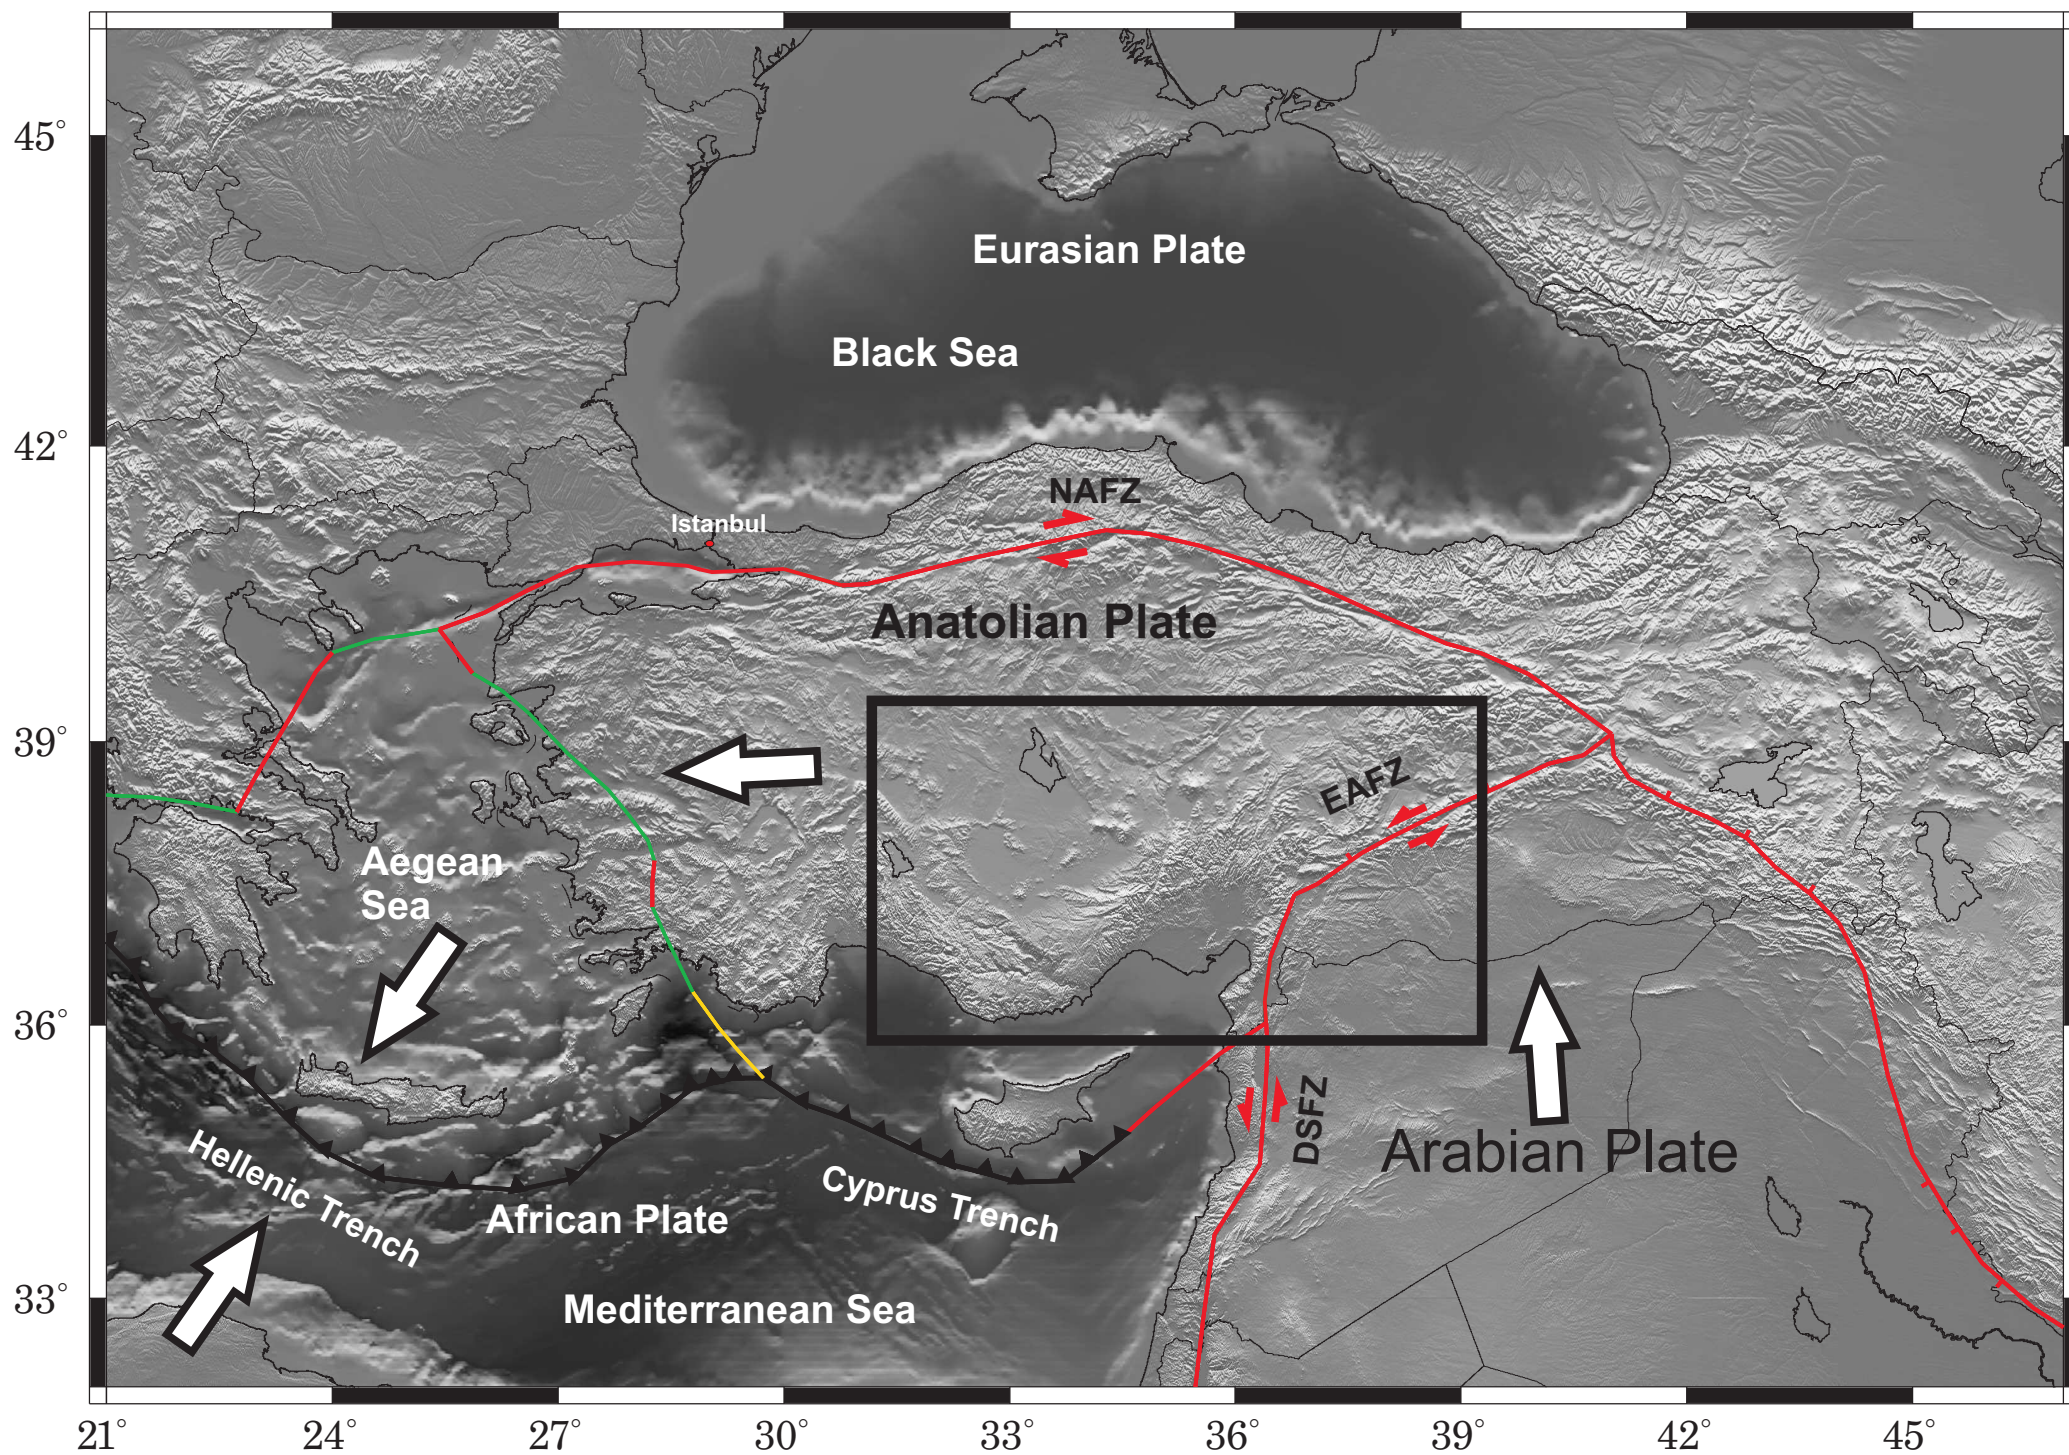 45°
Eurasian Plate
Black Sea
42°
NAFZ
Istanbul
Anatolian Plate
39°
EAFZ
Aegean
Sea
36°
DSFZ
Arabian Plate
Hellenic Trench
Cyprus Trench
African Plate
33°
Mediterranean Sea
21° 24° 27° 30° 33° 36° 39° 42° 45°